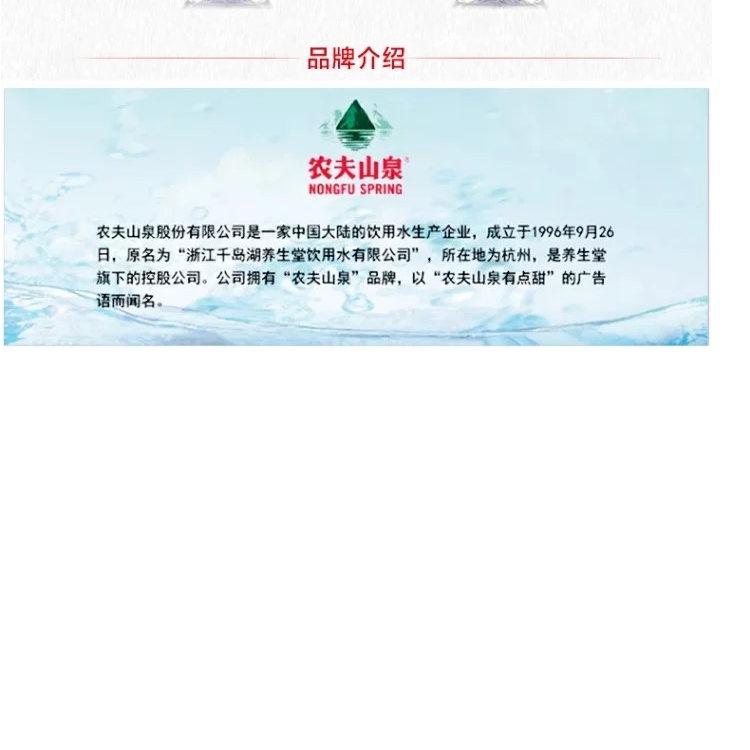 品牌介绍
农夫山泉®
NONGFU SPRING
农夫山泉股份有限公司是一家中国大陆的饮用水生产企业，成立于1996年9月26
日，原名为“浙江千岛湖养生堂饮用水有限公司”，所在地为杭州，是养生堂
旗下的控股公司。公司拥有“农夫山泉”品牌，以“农夫山泉有点甜”的广告
语而闻名。